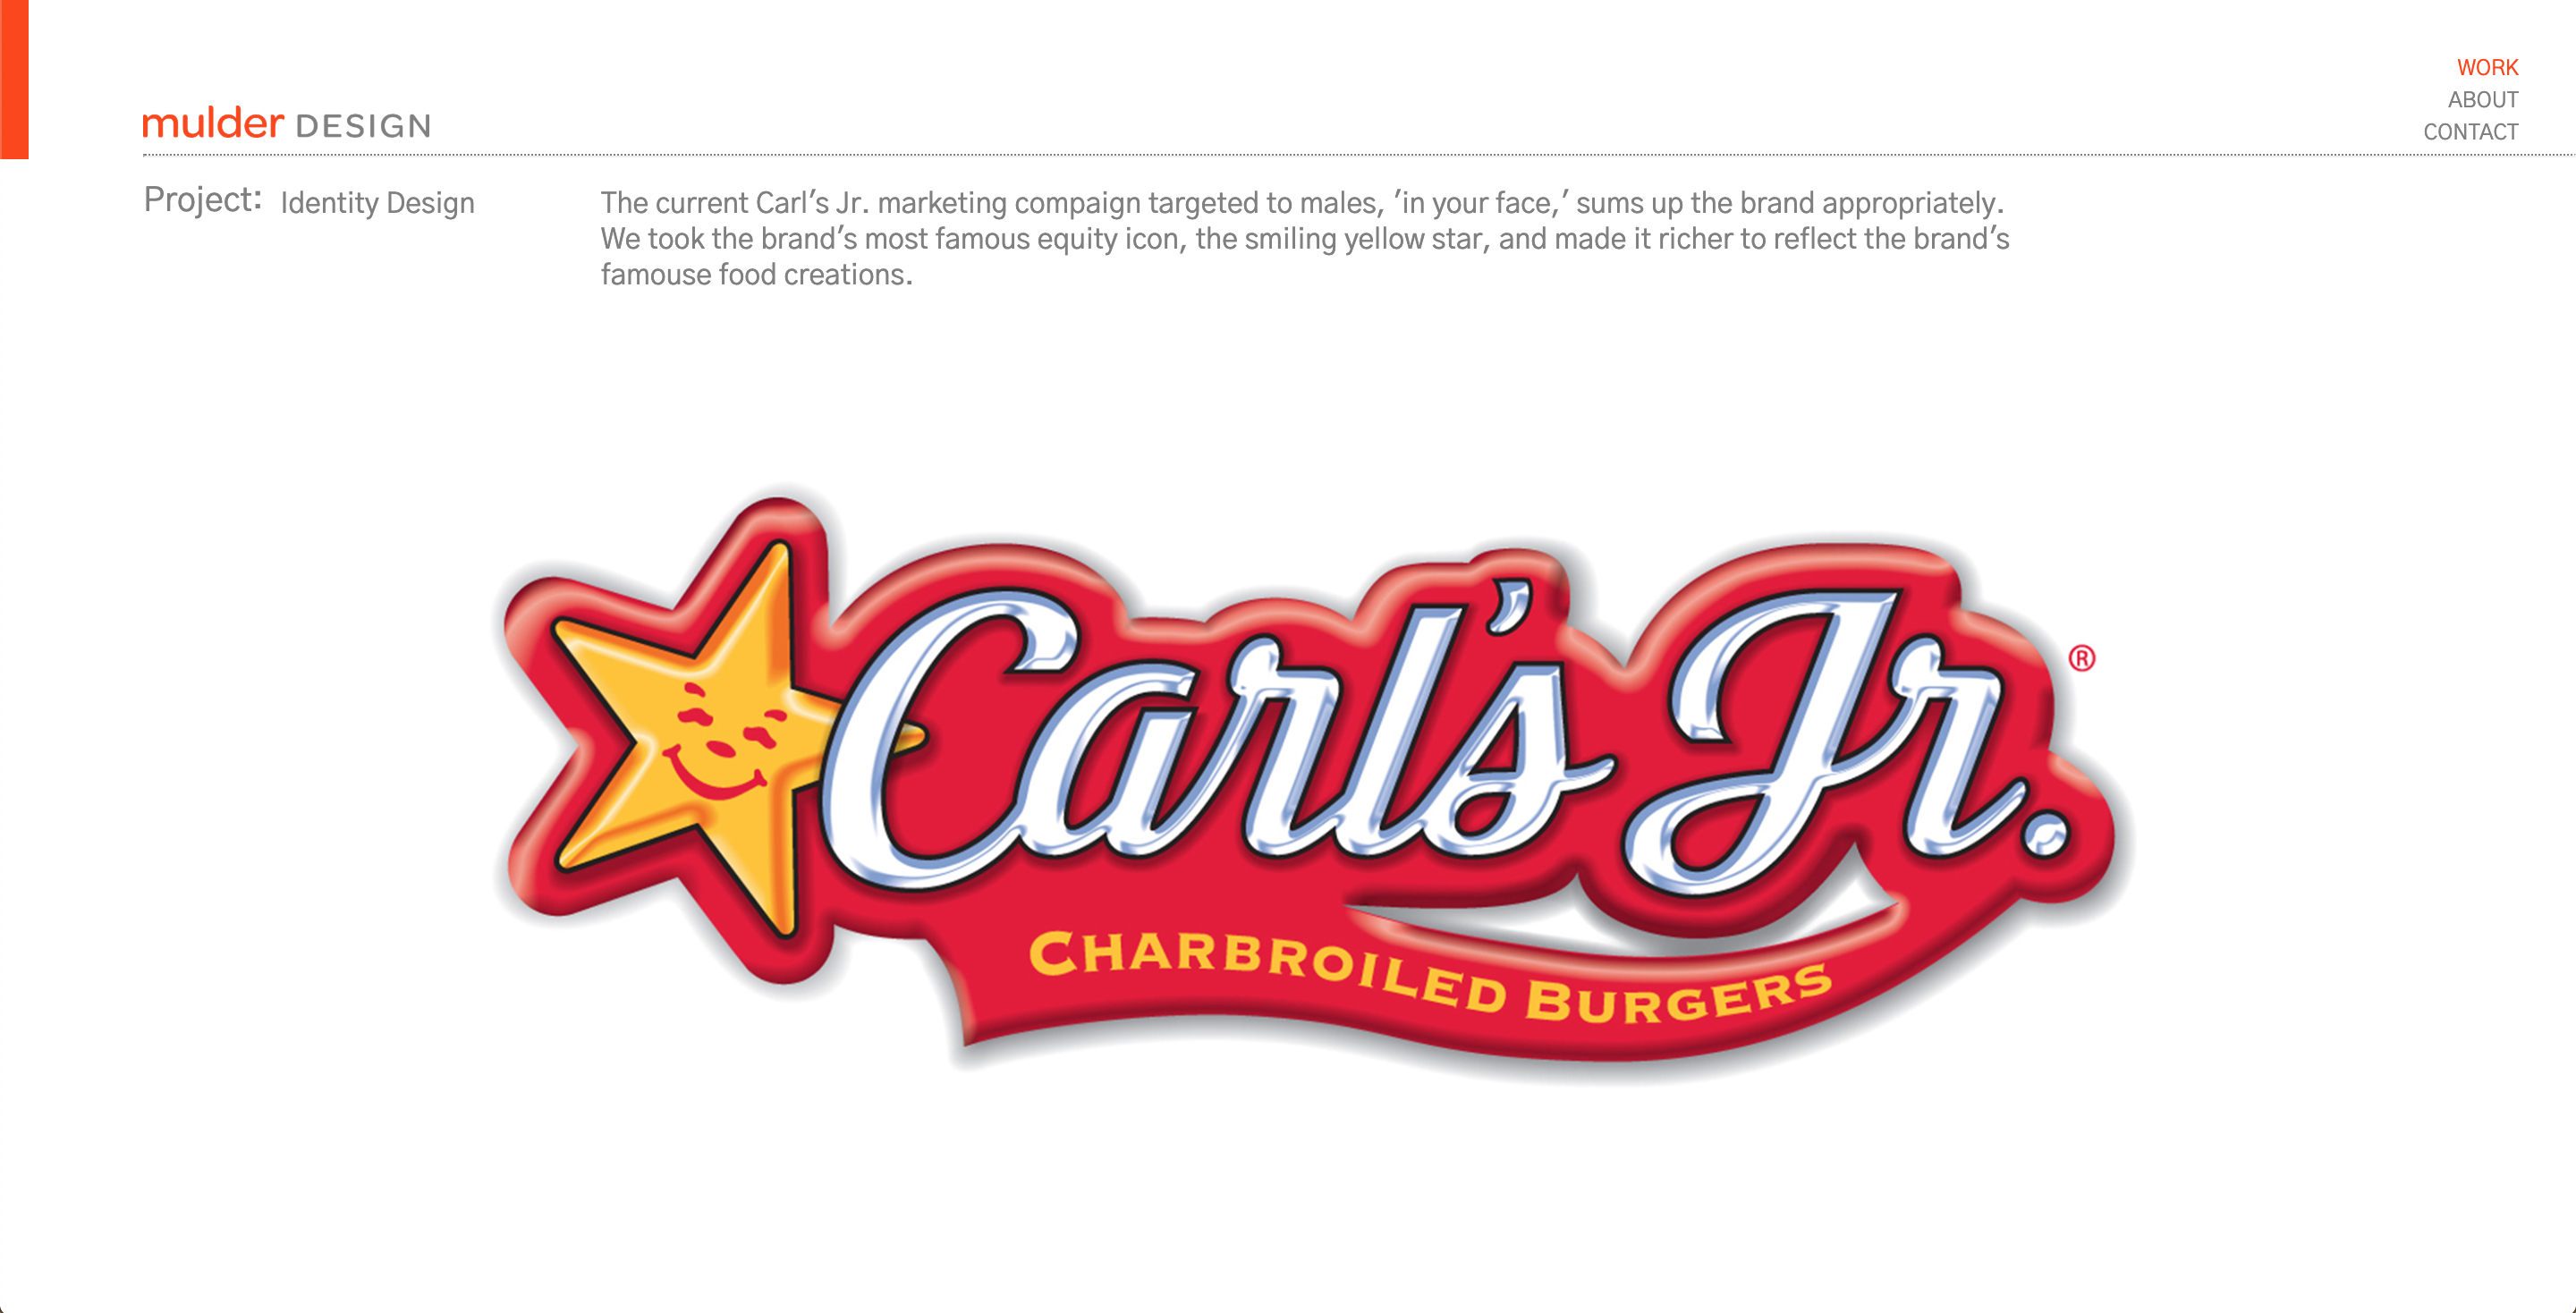 WORK
ABOUT
CONTACT
mulder DESIGN
Project: Identity Design
The current Carl's Jr. marketing compaign targeted to males, 'in your face,' sums up the brand appropriately.
We took the brand's most famous equity icon, the smiling yellow star, and made it richer to reflect the brand's
famouse food creations.
Carl's Jr. ®
CHARBROILED BURGERS